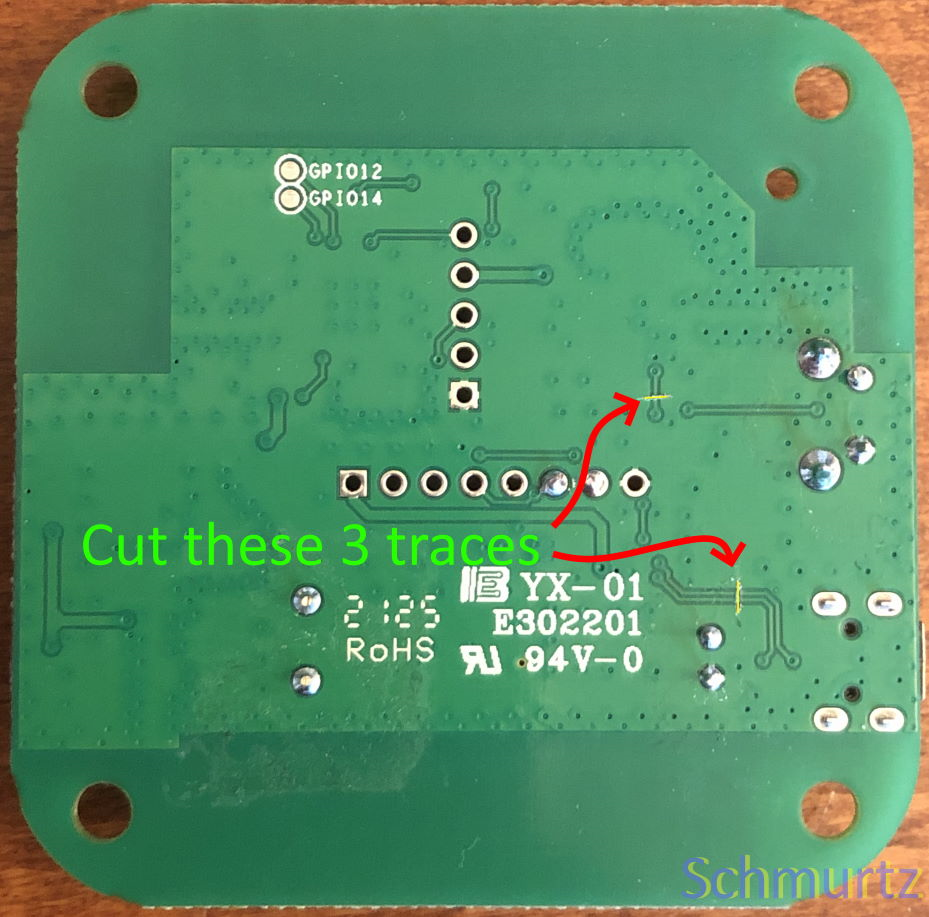 GPIO12
GPIO14
Cut these 3 traces
YX-01
E302201
2125
RoHS
94V-0
Schmurtz